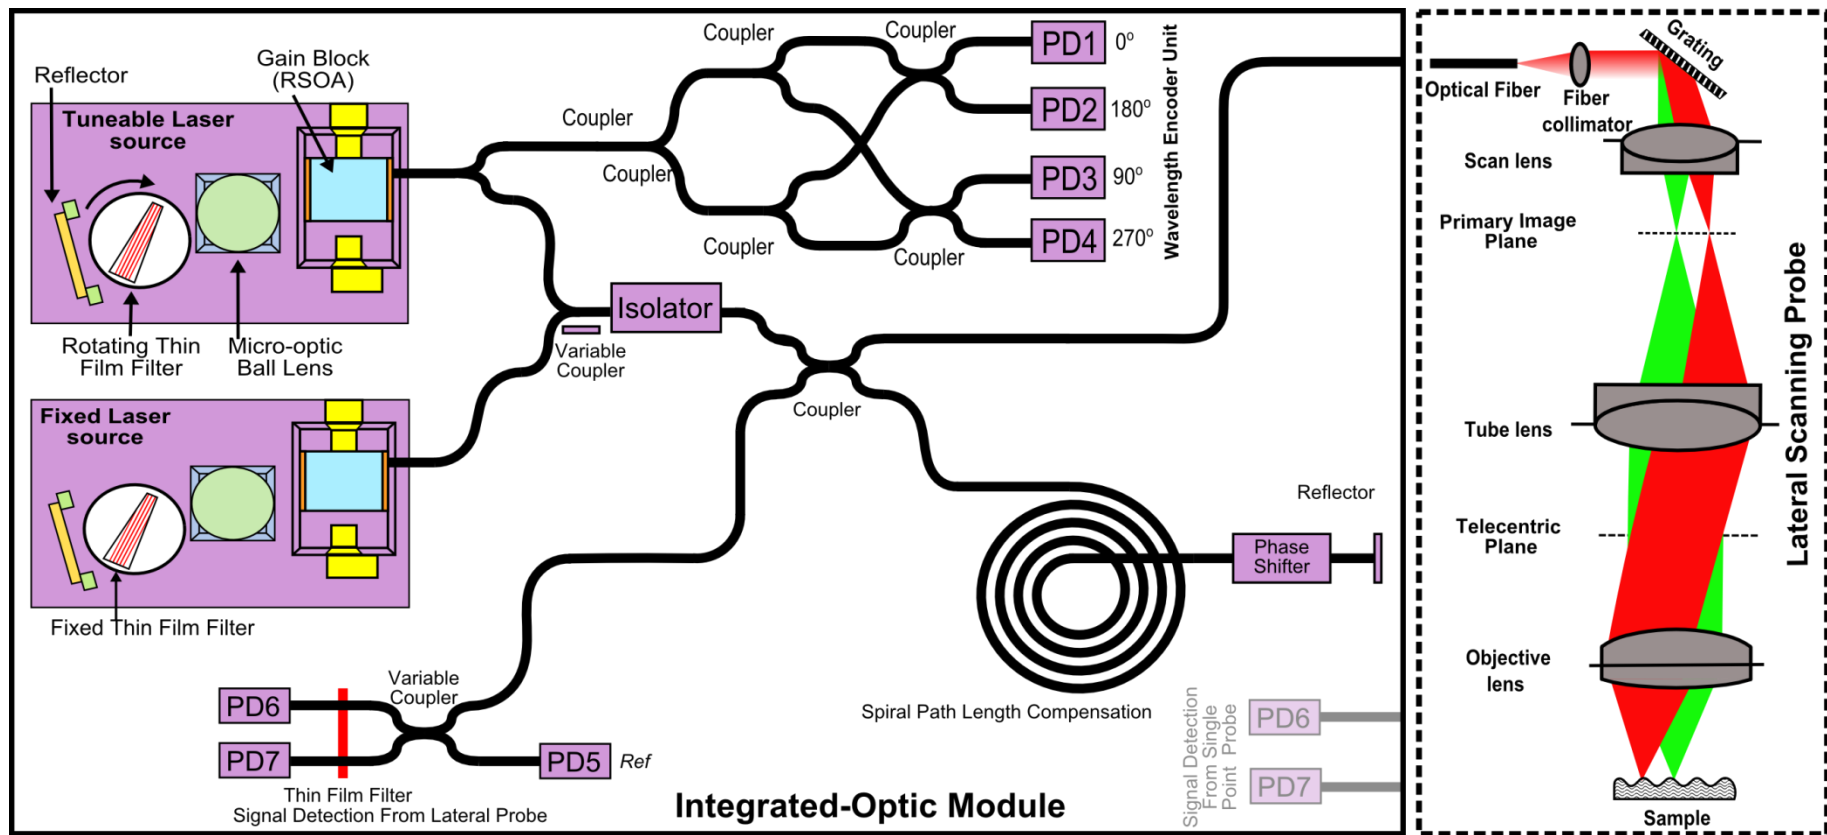 Reflector
Gain Block
(RSOA)
Tuneable Laser
source
Rotating Thin
Film Filter
Micro-optic
Ball Lens
Fixed Laser
source
Fixed Thin Film Filter
Coupler
Coupler
Coupler
Coupler
Coupler
Coupler
PD1
0°
PD2
180°
PD3
90°
PD4
270°
Wavelength Encoder Unit
Isolator
Variable
Coupler
Coupler
Reflector
Phase
Shifter
Spiral Path Length Compensation
Variable
Coupler
PD6
PD7
PD5
Ref
Thin Film Filter
Signal Detection From Lateral Probe
Integrated-Optic Module
Signal Detection
From Single
Point Probe
PD6
PD7
Grating
Optical Fiber
Fiber
collimator
Scan lens
Primary Image
Plane
Tube lens
Telecentric
Plane
Objective
lens
Sample
Lateral Scanning Probe